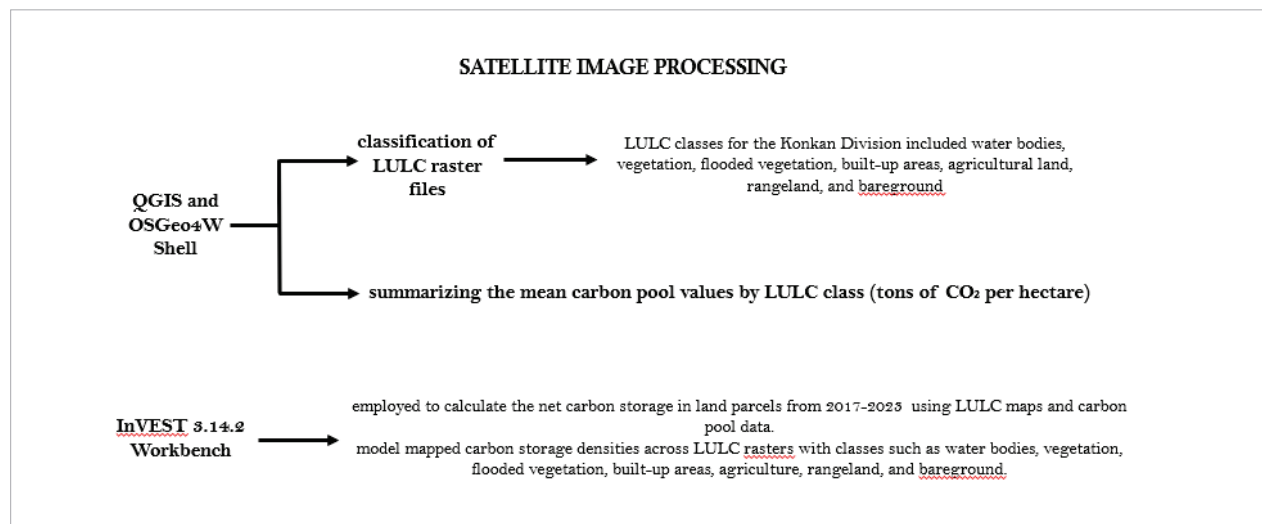 SATELLITE IMAGE PROCESSING
classification of
LULC raster
files
LULC classes for the Konkan Division included water bodies,
vegetation, flooded vegetation, built-up areas, agricultural land,
rangeland, and bareground
QGIS and
OSGeo4W
Shell
summarizing the mean carbon pool values by LULC class (tons of CO₂ per hectare)
InVEST 3.14.2
Workbench
employed to calculate the net carbon storage in land parcels from 2017-2023 using LULC maps and carbon
pool data.
model mapped carbon storage densities across LULC rasters with classes such as water bodies, vegetation,
flooded vegetation, built-up areas, agriculture, rangeland, and bareground.